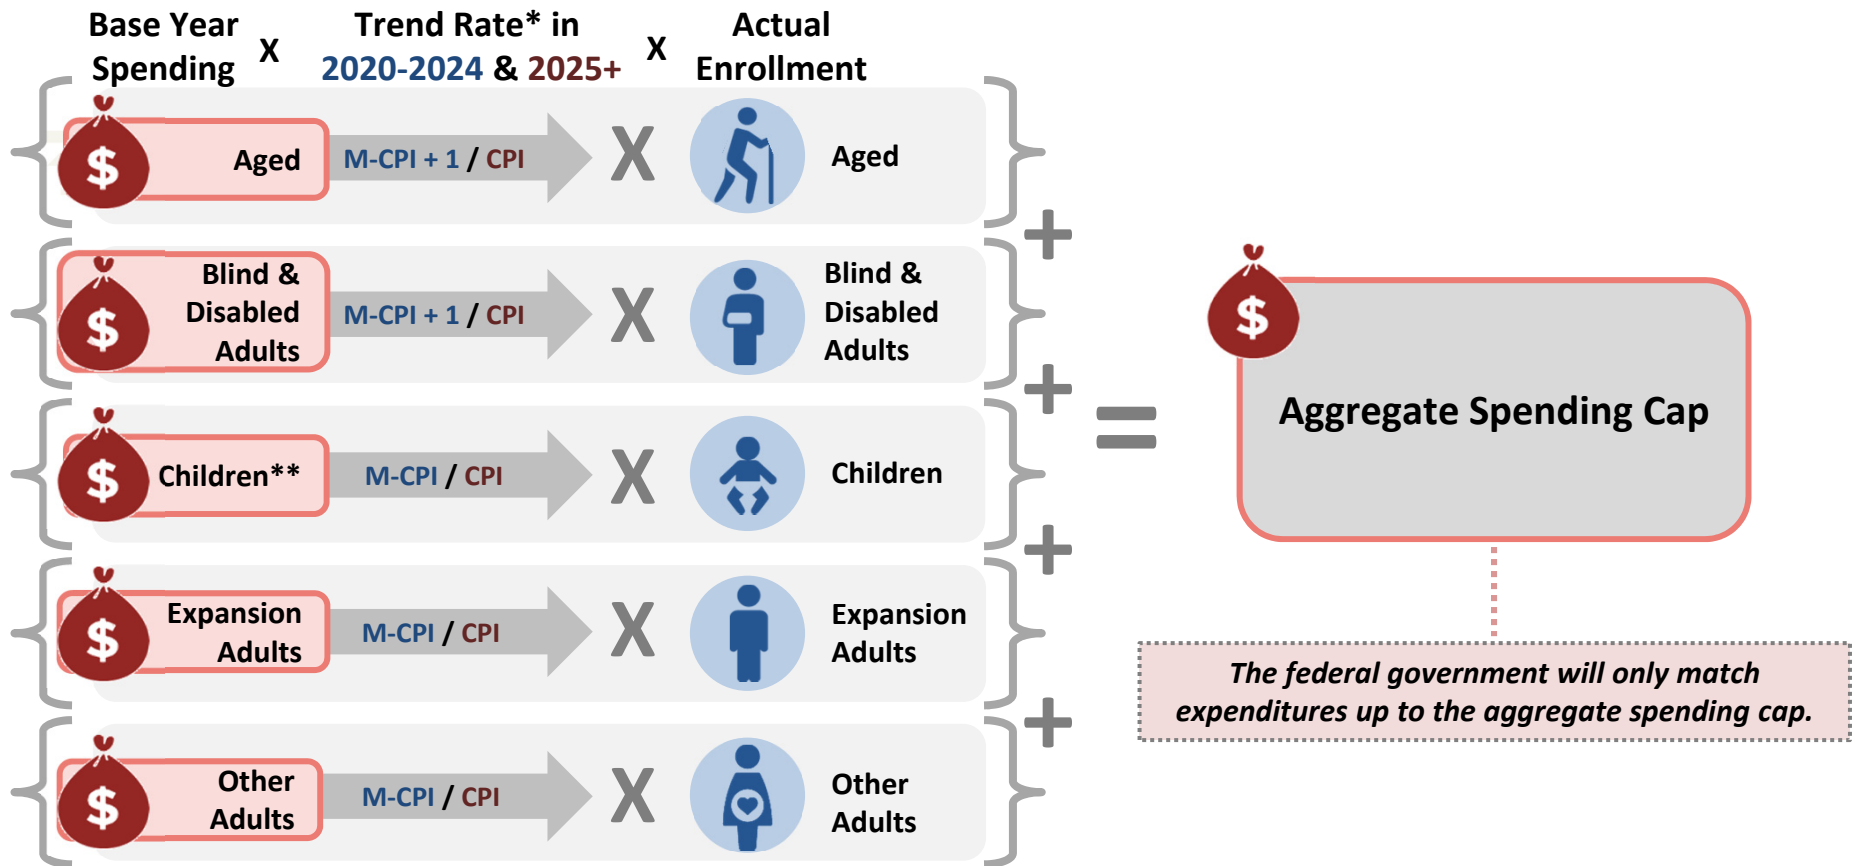 Base Year
Spending
X
Trend Rate* in
2020-2024 & 2025+
X
Actual
Enrollment
$
Aged
M-CPI + 1 / CPI
X
Aged
+
$
Blind &
Disabled
Adults
M-CPI + 1 / CPI
X
Blind &
Disabled
Adults
+
$
Children**
M-CPI / CPI
X
Children
+
$
Expansion
Adults
M-CPI / CPI
X
Expansion
Adults
+
$
Other
Adults
M-CPI / CPI
X
Other
Adults
=
$
Aggregate Spending Cap
The federal government will only match
expenditures up to the aggregate spending cap.